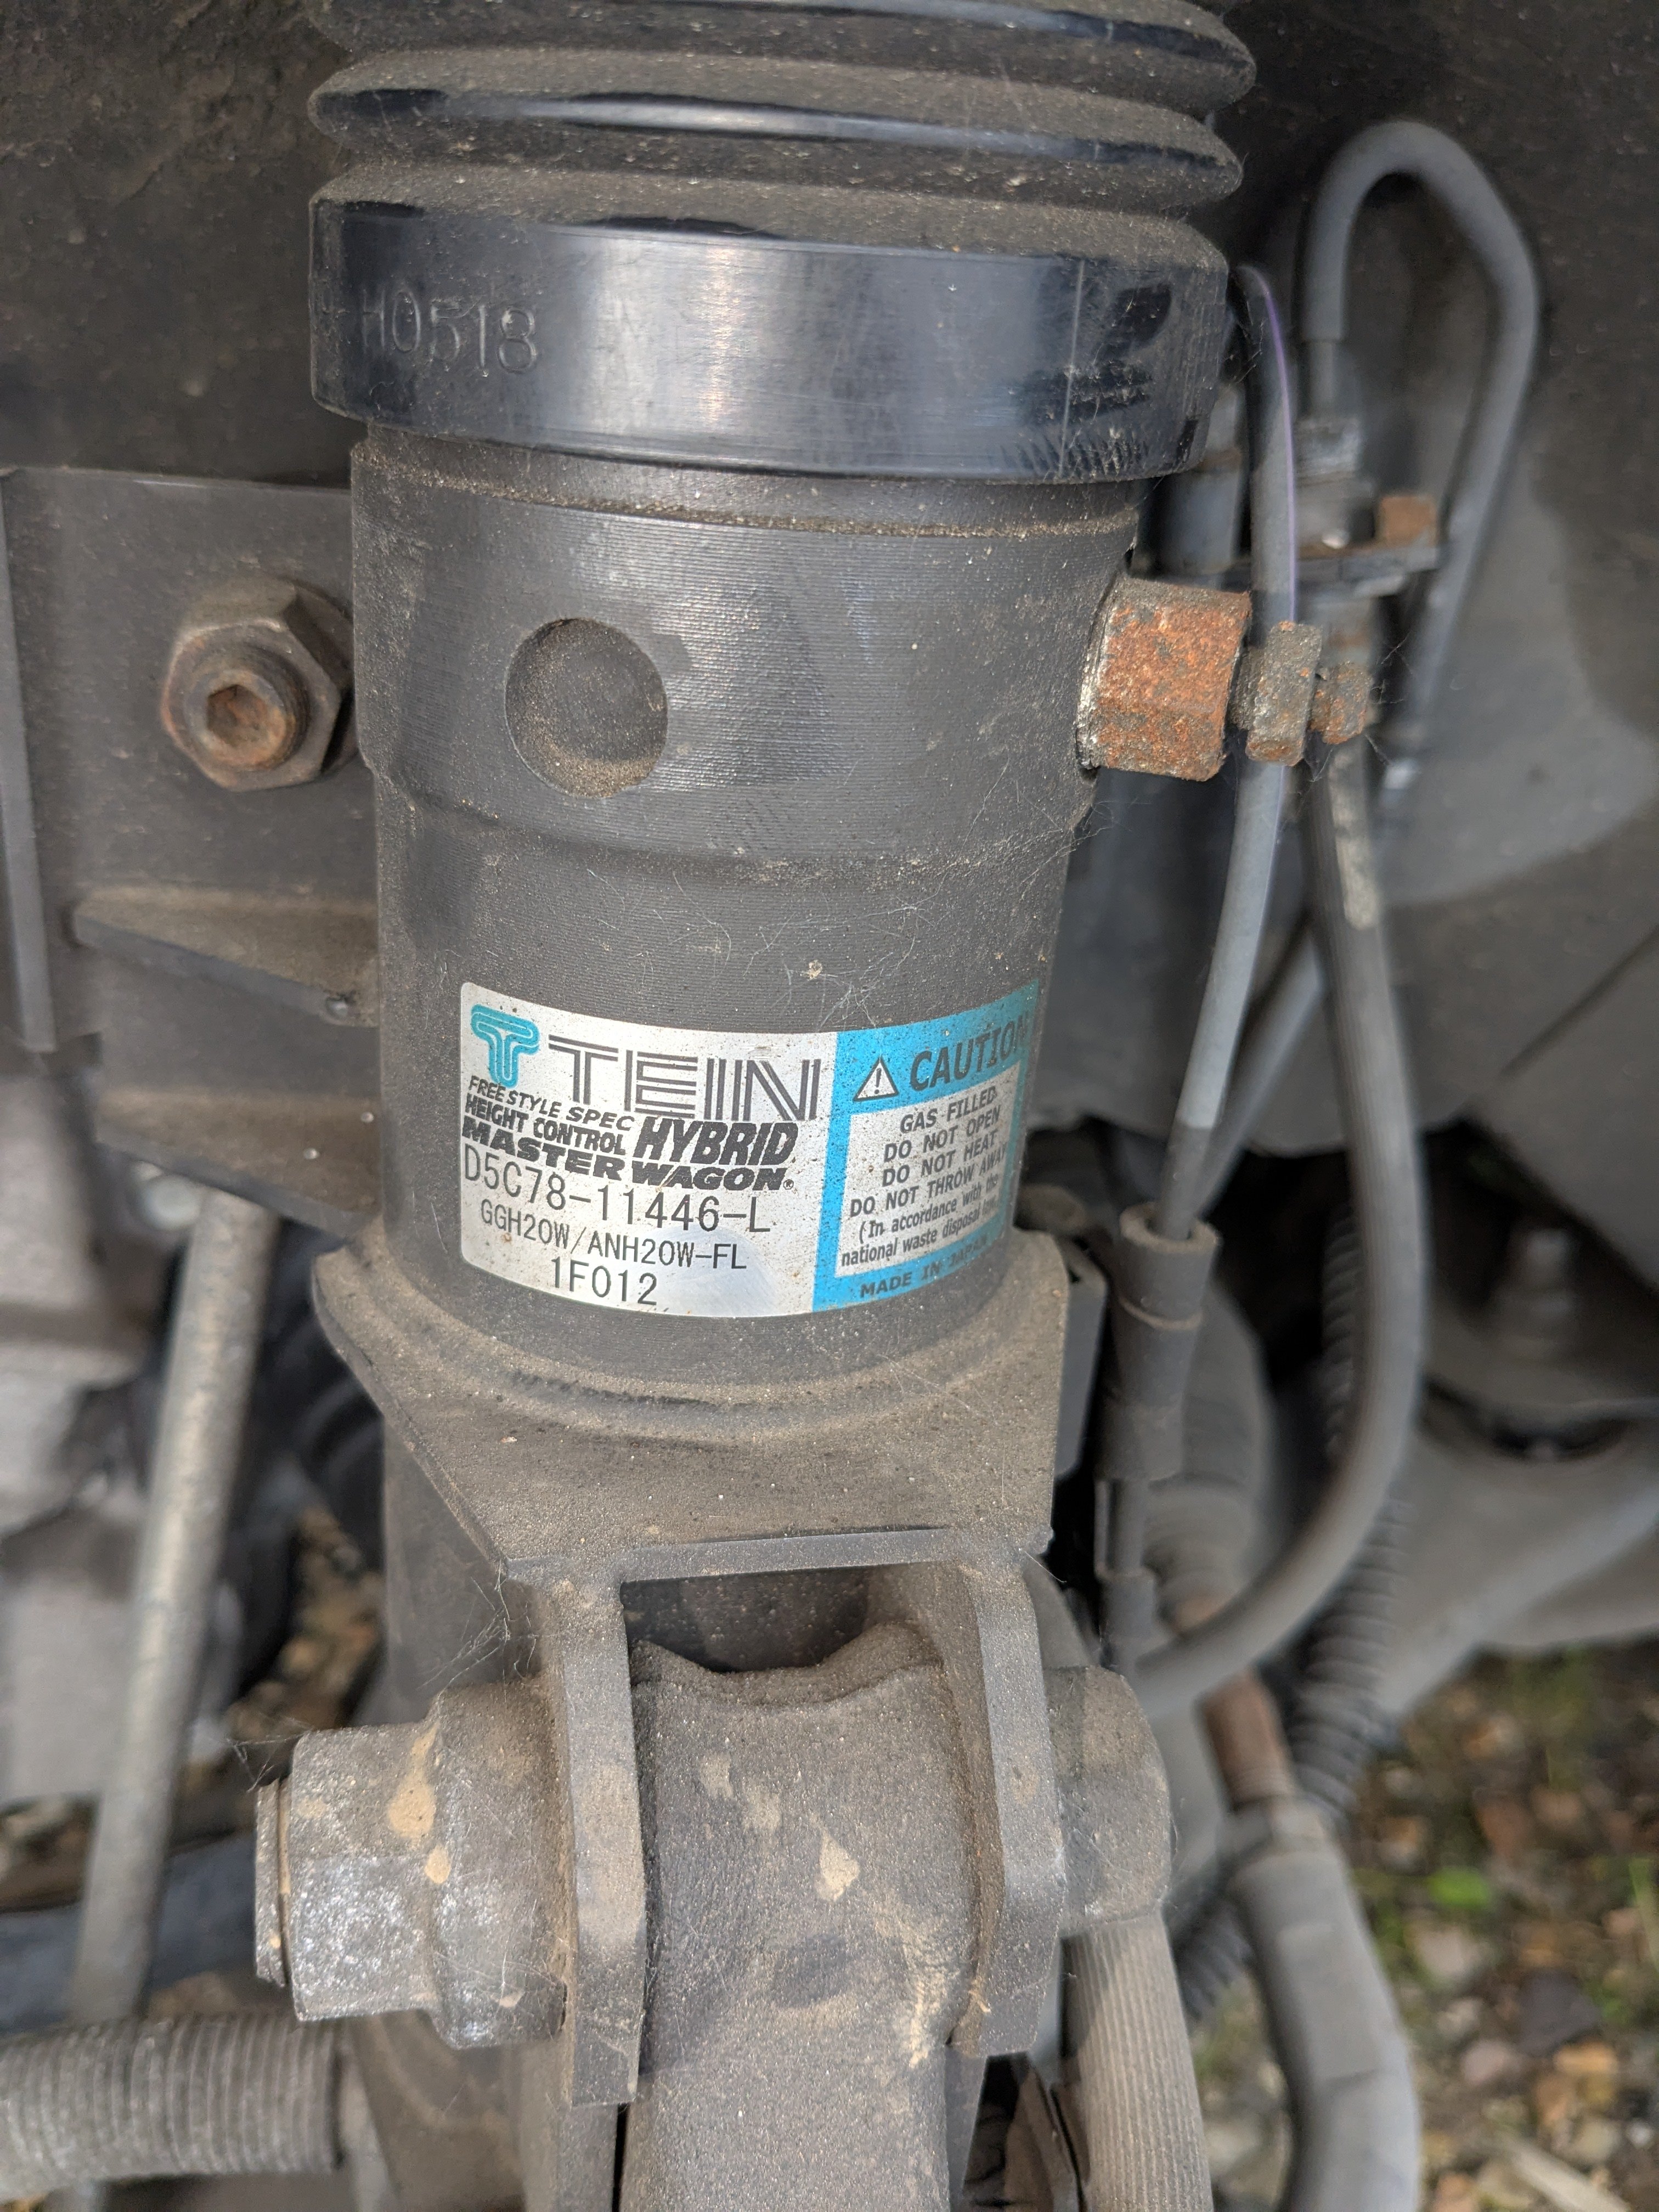 H0518
TEIN
FREE STYLE SPEC
HEIGHT CONTROL HYBRID
MASTER WAGON®
D5C78-11446-L
GGH20W/ANH20W-FL
1F012
CAUTION
GAS FILLED
DO NOT OPEN
DO NOT HEAT
DO NOT THROW AWAY
(In accordance with the
national waste disposal
MADE IN JAPAN